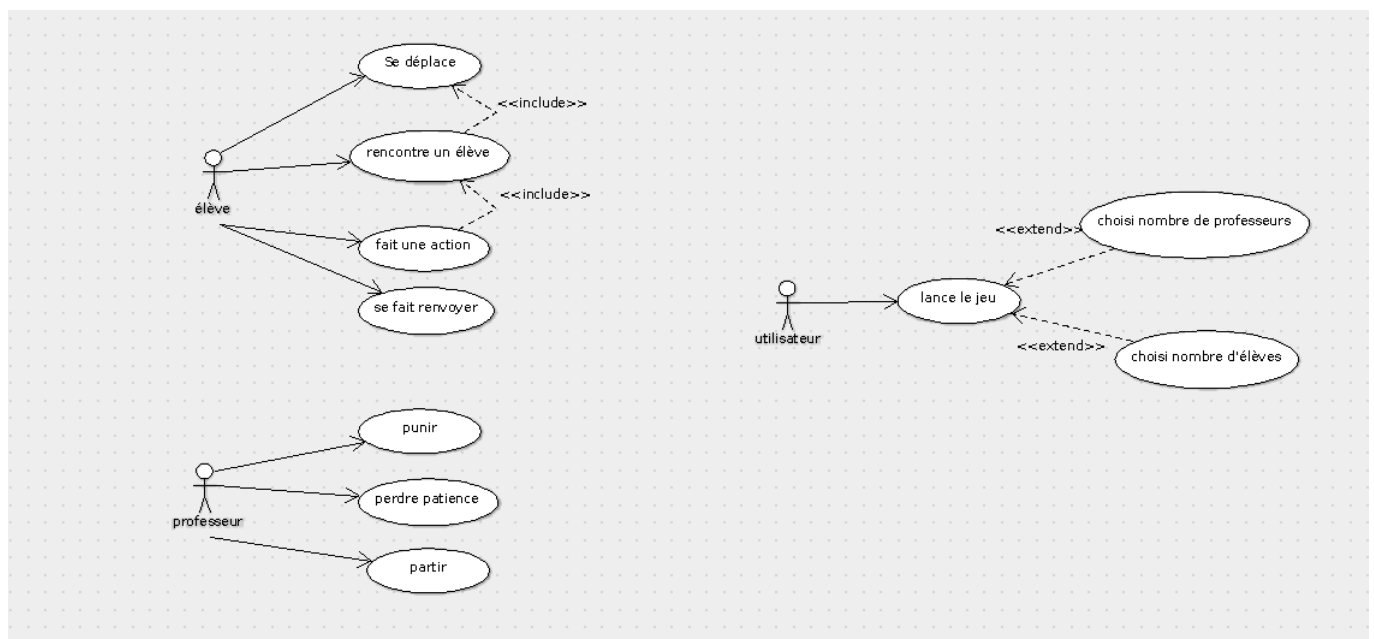 Se déplace
<<include>>
rencontre un élève
<<include>>
élève
fait une action
se fait renvoyer
choisi nombre de professeurs
<<extend>>
lance le jeu
utilisateur
<<extend>>
choisi nombre d'élèves
punir
perdre patience
professeur
partir